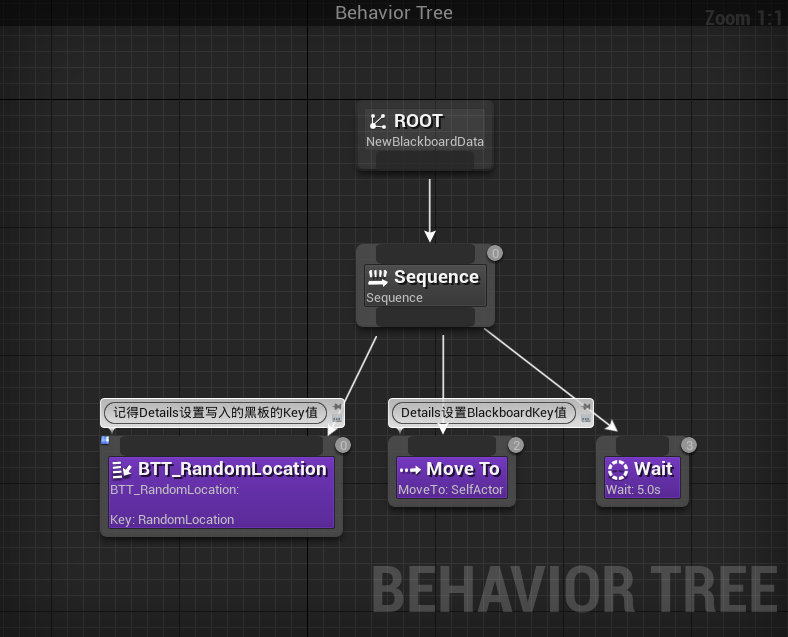 Behavior Tree
Zoom 1:1
ROOT
NewBlackboardData
0
Sequence
Sequence
记得Details设置写入的黑板的Key值
Details设置BlackboardKey值
0
BTT_RandomLocation
BTT_RandomLocation:
Key: RandomLocation
2
Move To
MoveTo: SelfActor
3
Wait
Wait: 5.0s
BEHAVIOR TREE